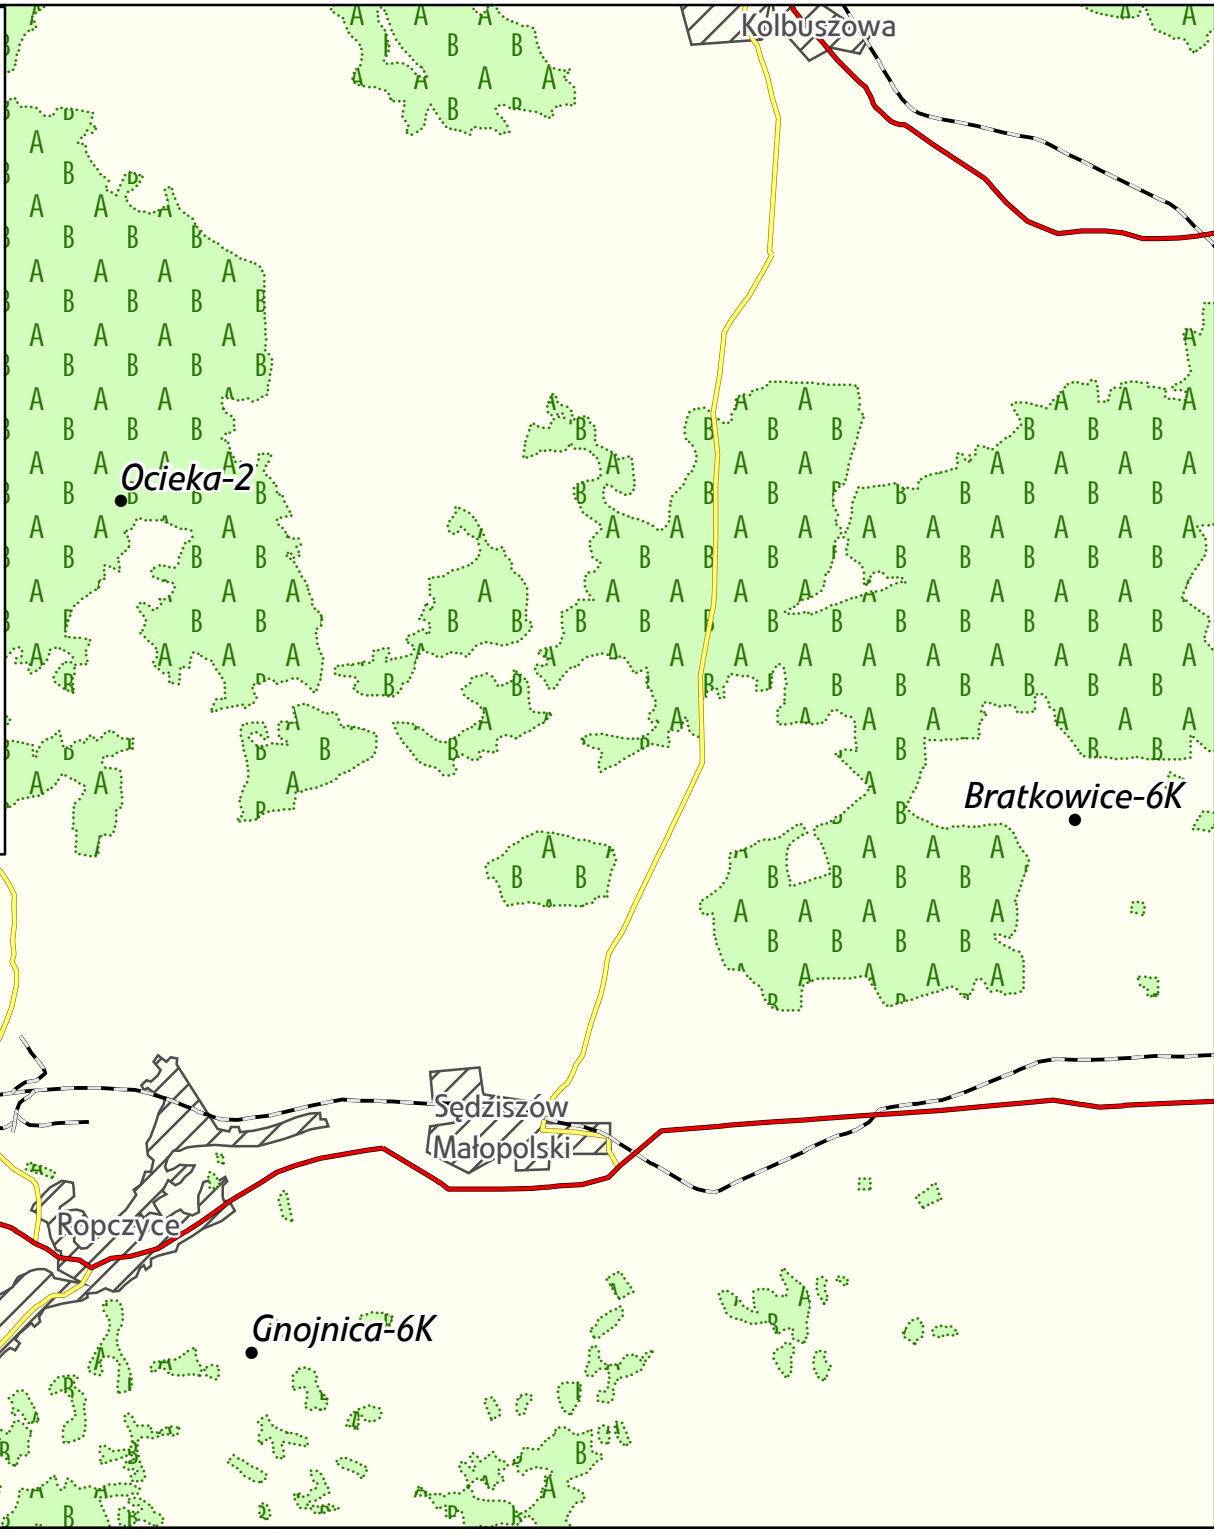 Kolbuszowa
Ocieka-2
Bratkowice-6K
Sędziszów
Małopolski
Ropczyce
Gnojnica-6K